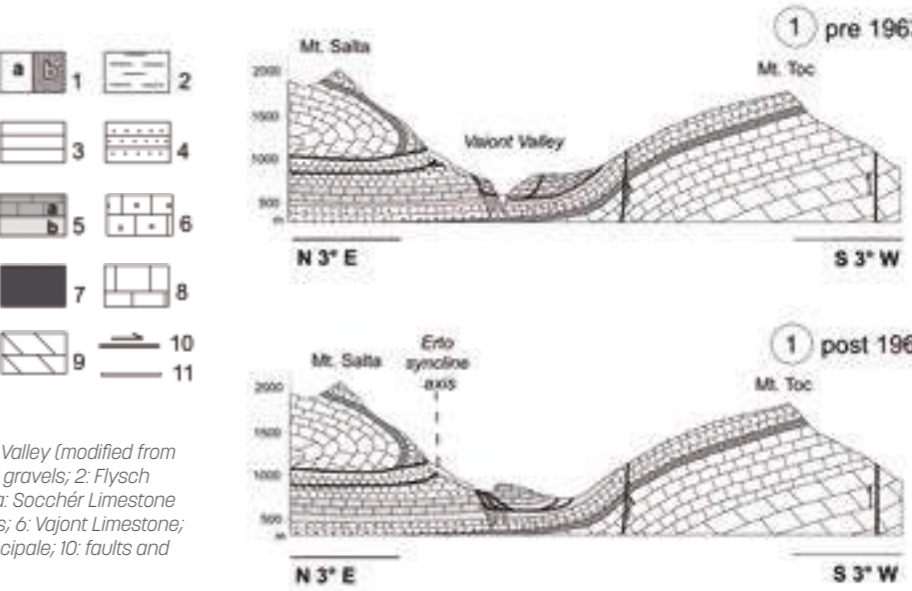 a b 1
2
3
4
a b 5
6
7
8
9
10
11
Valley (modified from
gravels; 2: Flysch
a: Socchér Limestone
s; 6: Vajont Limestone;
cipale; 10: faults and
1 pre 196
Mt. Salta
Mt. Toc
Vaiont Valley
2000
1500
1000
500
m
N 3° E
S 3° W
1 post 196
Mt. Salta
Erto
syncline
axis
Mt. Toc
2000
1500
1000
500
m
N 3° E
S 3° W